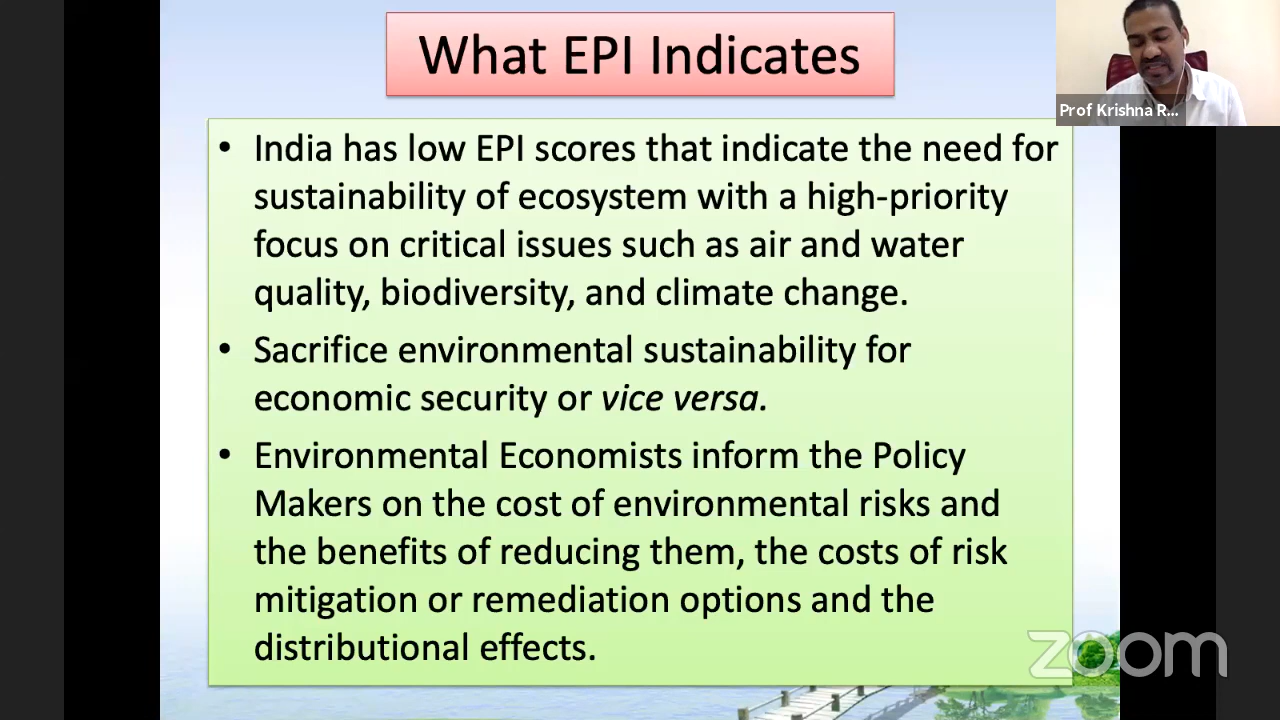 What EPI Indicates
Prof Krishna R...
• India has low EPI scores that indicate the need for
sustainability of ecosystem with a high-priority
focus on critical issues such as air and water
quality, biodiversity, and climate change.
• Sacrifice environmental sustainability for
economic security or vice versa.
• Environmental Economists inform the Policy
Makers on the cost of environmental risks and
the benefits of reducing them, the costs of risk
mitigation or remediation options and the
distributional effects.
zoom